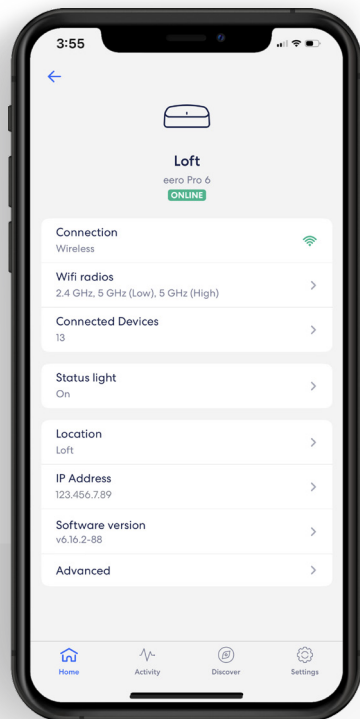 3:55
Loft
eero Pro 6
ONLINE
Connection
Wireless
Wifi radios
2.4 GHz, 5 GHz (Low), 5 GHz (High)
Connected Devices
13
Status light
On
Location
Loft
IP Address
123.456.7.89
Software version
v6.16.2-88
Advanced
Home Activity Discover Settings